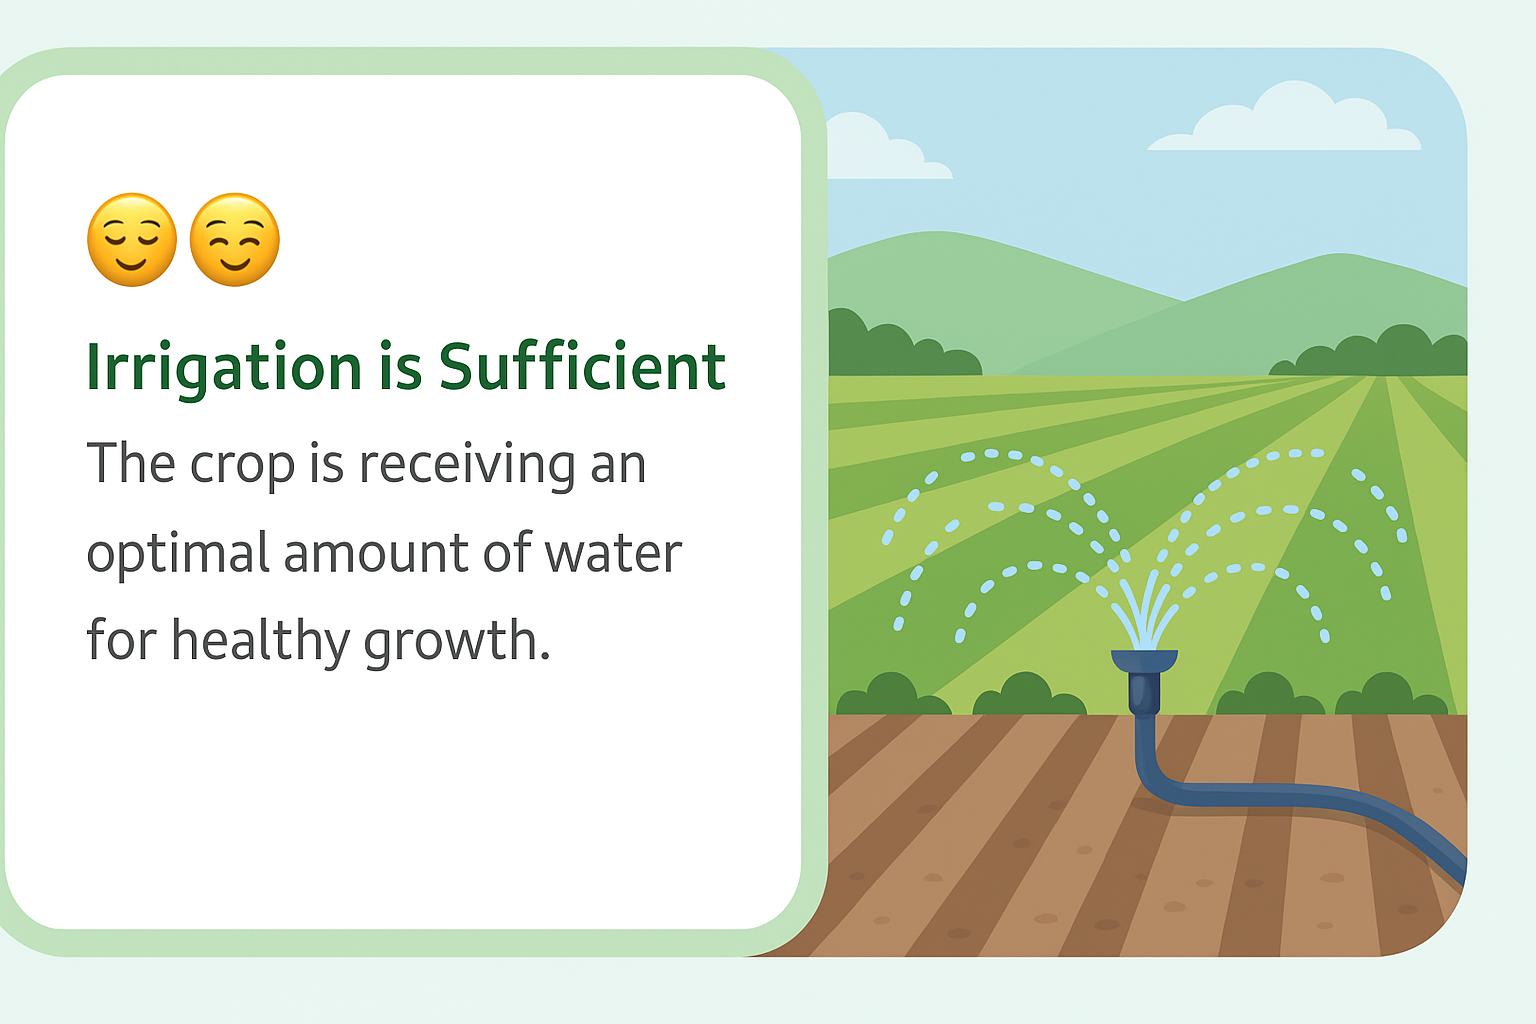 😌😊
Irrigation is Sufficient
The crop is receiving an
optimal amount of water
for healthy growth.